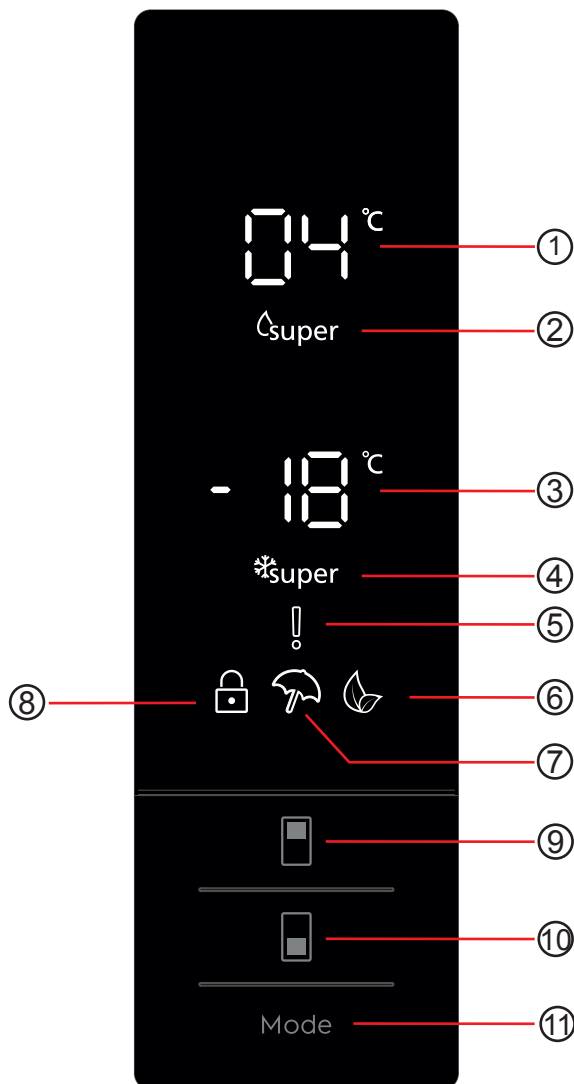 04 °C
①
super
②
- 18 °C
③
super
④
⑤
⑧
⑥
⑦
⑨
⑩
Mode
⑪